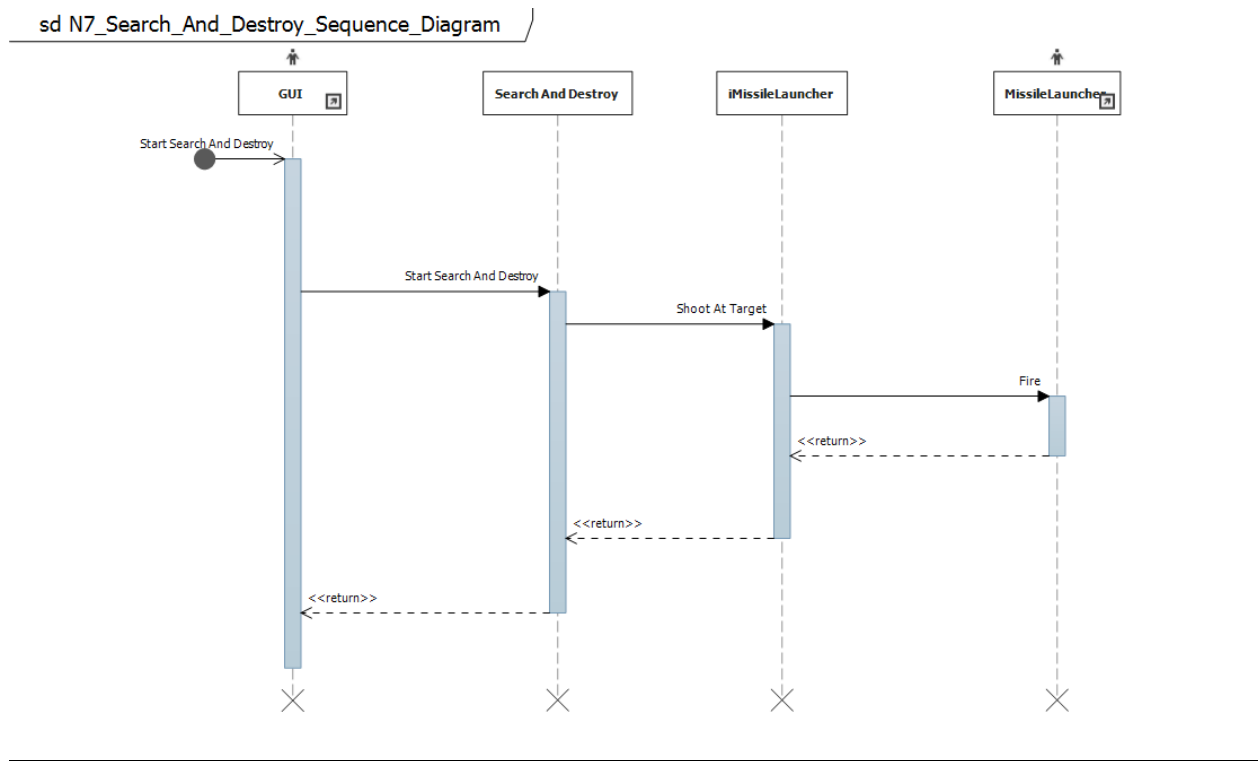 sd N7_Search_And_Destroy_Sequence_Diagram
GUI
Search And Destroy
iMissileLauncher
MissileLauncher
Start Search And Destroy
Start Search And Destroy
Shoot At Target
Fire
<<return>>
<<return>>
<<return>>